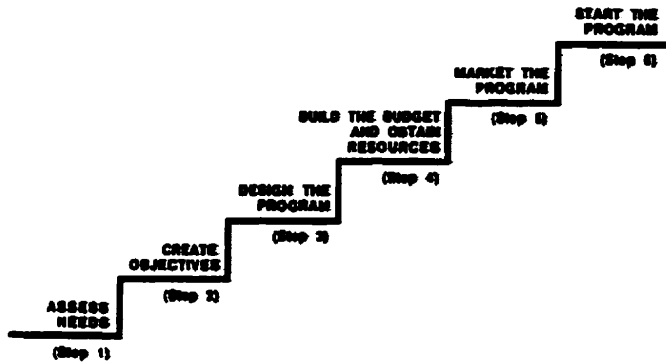 START THE
PROGRAM
(Step 6)
MARKET THE
PROGRAM
(Step 5)
BUILD THE BUDGET
AND OBTAIN
RESOURCES
(Step 4)
DESIGN THE
PROGRAM
(Step 3)
CREATE
OBJECTIVES
(Step 2)
ASSESS
NEEDS
(Step 1)